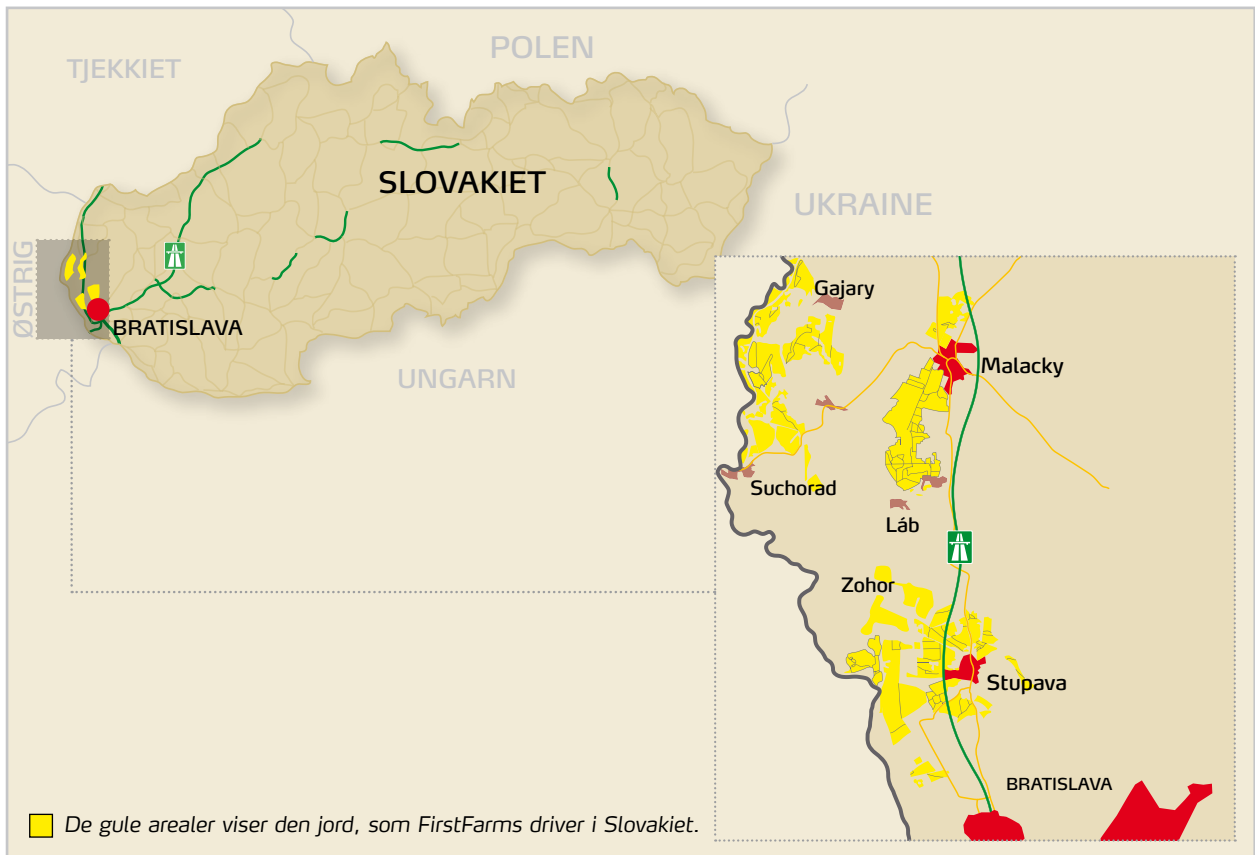 POLEN
TJEKKIET
SLOVAKIET
UKRAINE
ØSTRIG
BRATISLAVA
UNGARN
Gajary
Malacky
Suchorad
Láb
Zohor
Stupava
BRATISLAVA
De gule arealer viser den jord, som FirstFarms driver i Slovakiet.